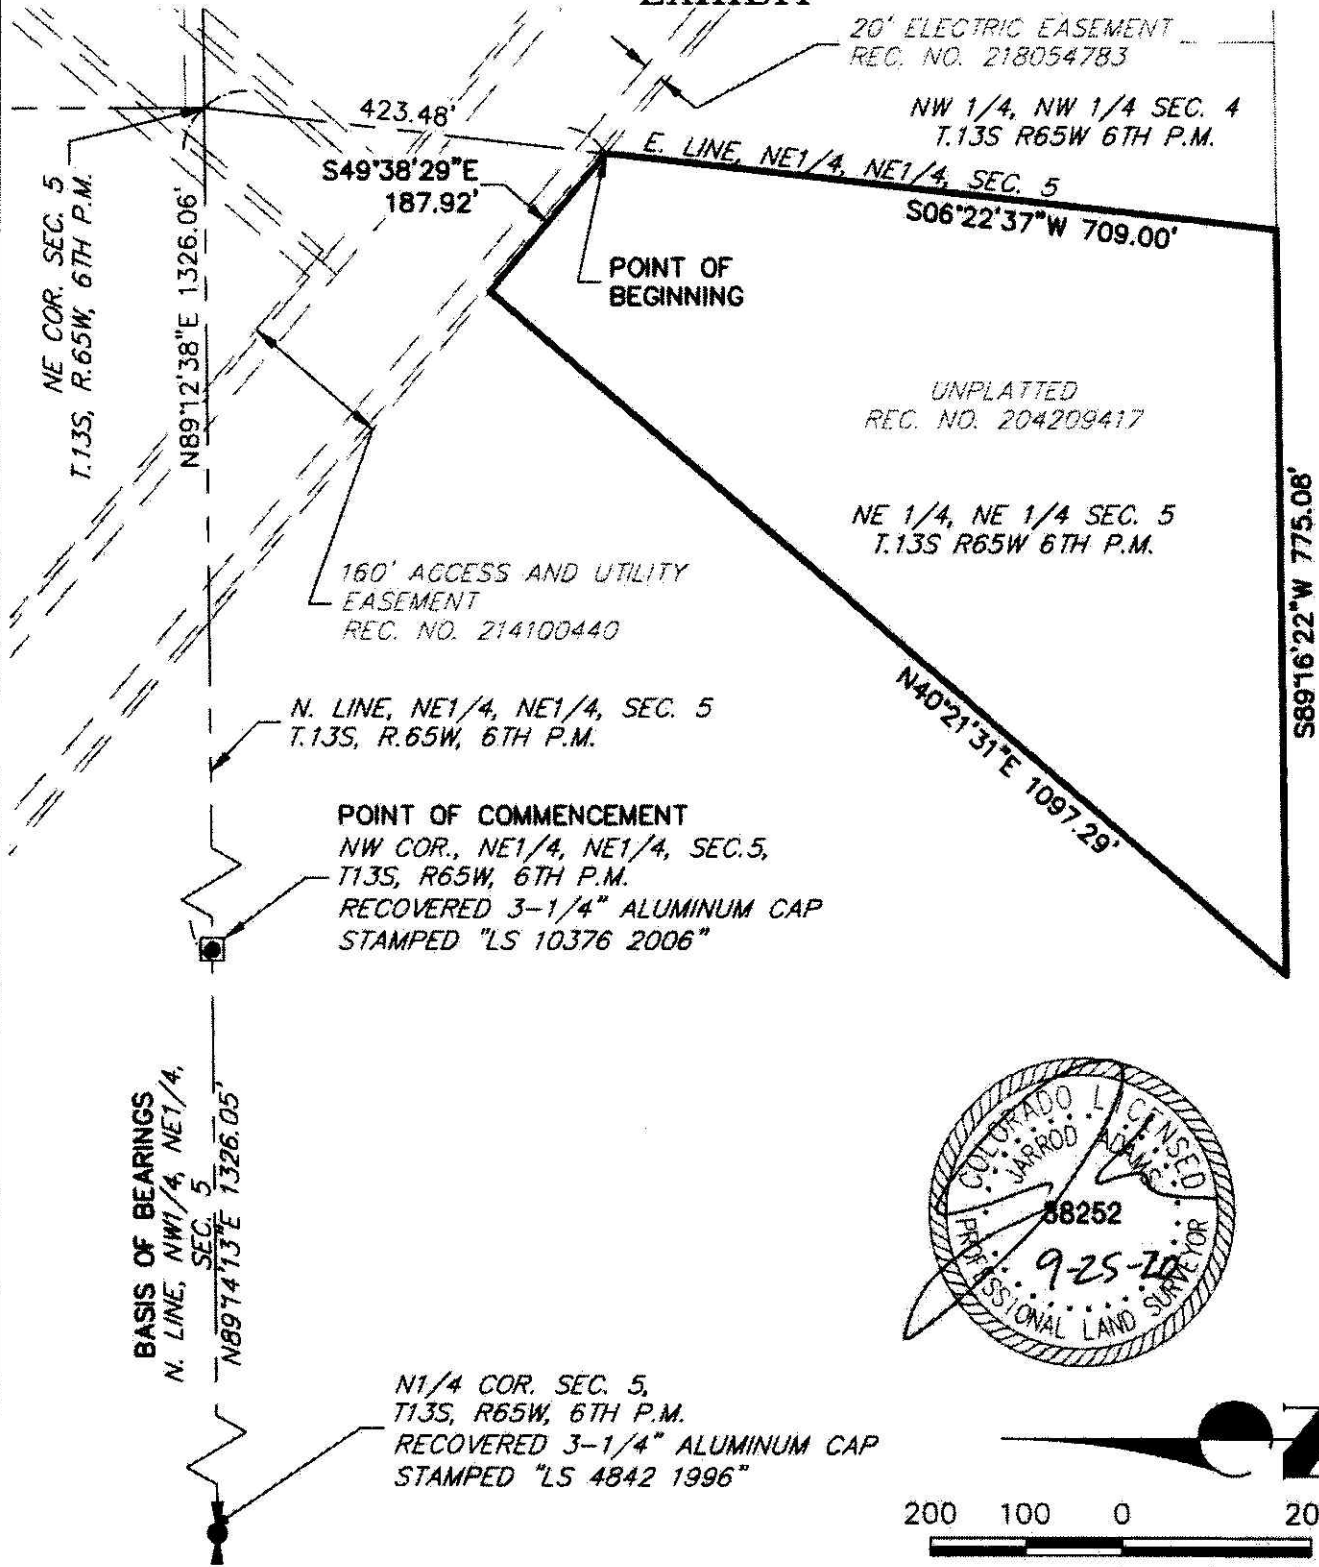 EXHIBIT
20' ELECTRIC EASEMENT
REC. NO. 218054783
NW 1/4, NW 1/4 SEC. 4
T.13S R65W 6TH P.M.
423.48'
E. LINE, NE1/4, NE1/4, SEC. 5
S06°22'37"W 709.00'
S49°38'29"E
187.92'
POINT OF
BEGINNING
NE COR. SEC. 5
T.13S, R.65W, 6TH P.M.
N89°12'38"E 1326.06'
UNPLATTED
REC. NO. 204209417
NE 1/4, NE 1/4 SEC. 5
T.13S R65W 6TH P.M.
S89°16'22"W 775.08'
160' ACCESS AND UTILITY
EASEMENT
REC. NO. 214100440
N40°21'31"E 1097.29'
N. LINE, NE1/4, NE1/4, SEC. 5
T.13S, R.65W, 6TH P.M.
POINT OF COMMENCEMENT
NW COR., NE1/4, NE1/4, SEC.5,
T13S, R65W, 6TH P.M.
RECOVERED 3-1/4" ALUMINUM CAP
STAMPED "LS 10376 2006"
BASIS OF BEARINGS
N. LINE, NW1/4, NE1/4,
SEC. 5
N89°14'13"E 1326.05'
COLORADO LICENSED
JARROD ADAMS
38252
9-25-20
PROFESSIONAL LAND SURVEYOR
N1/4 COR. SEC. 5,
T13S, R65W, 6TH P.M.
RECOVERED 3-1/4" ALUMINUM CAP
STAMPED "LS 4842 1996"
200 100 0 20